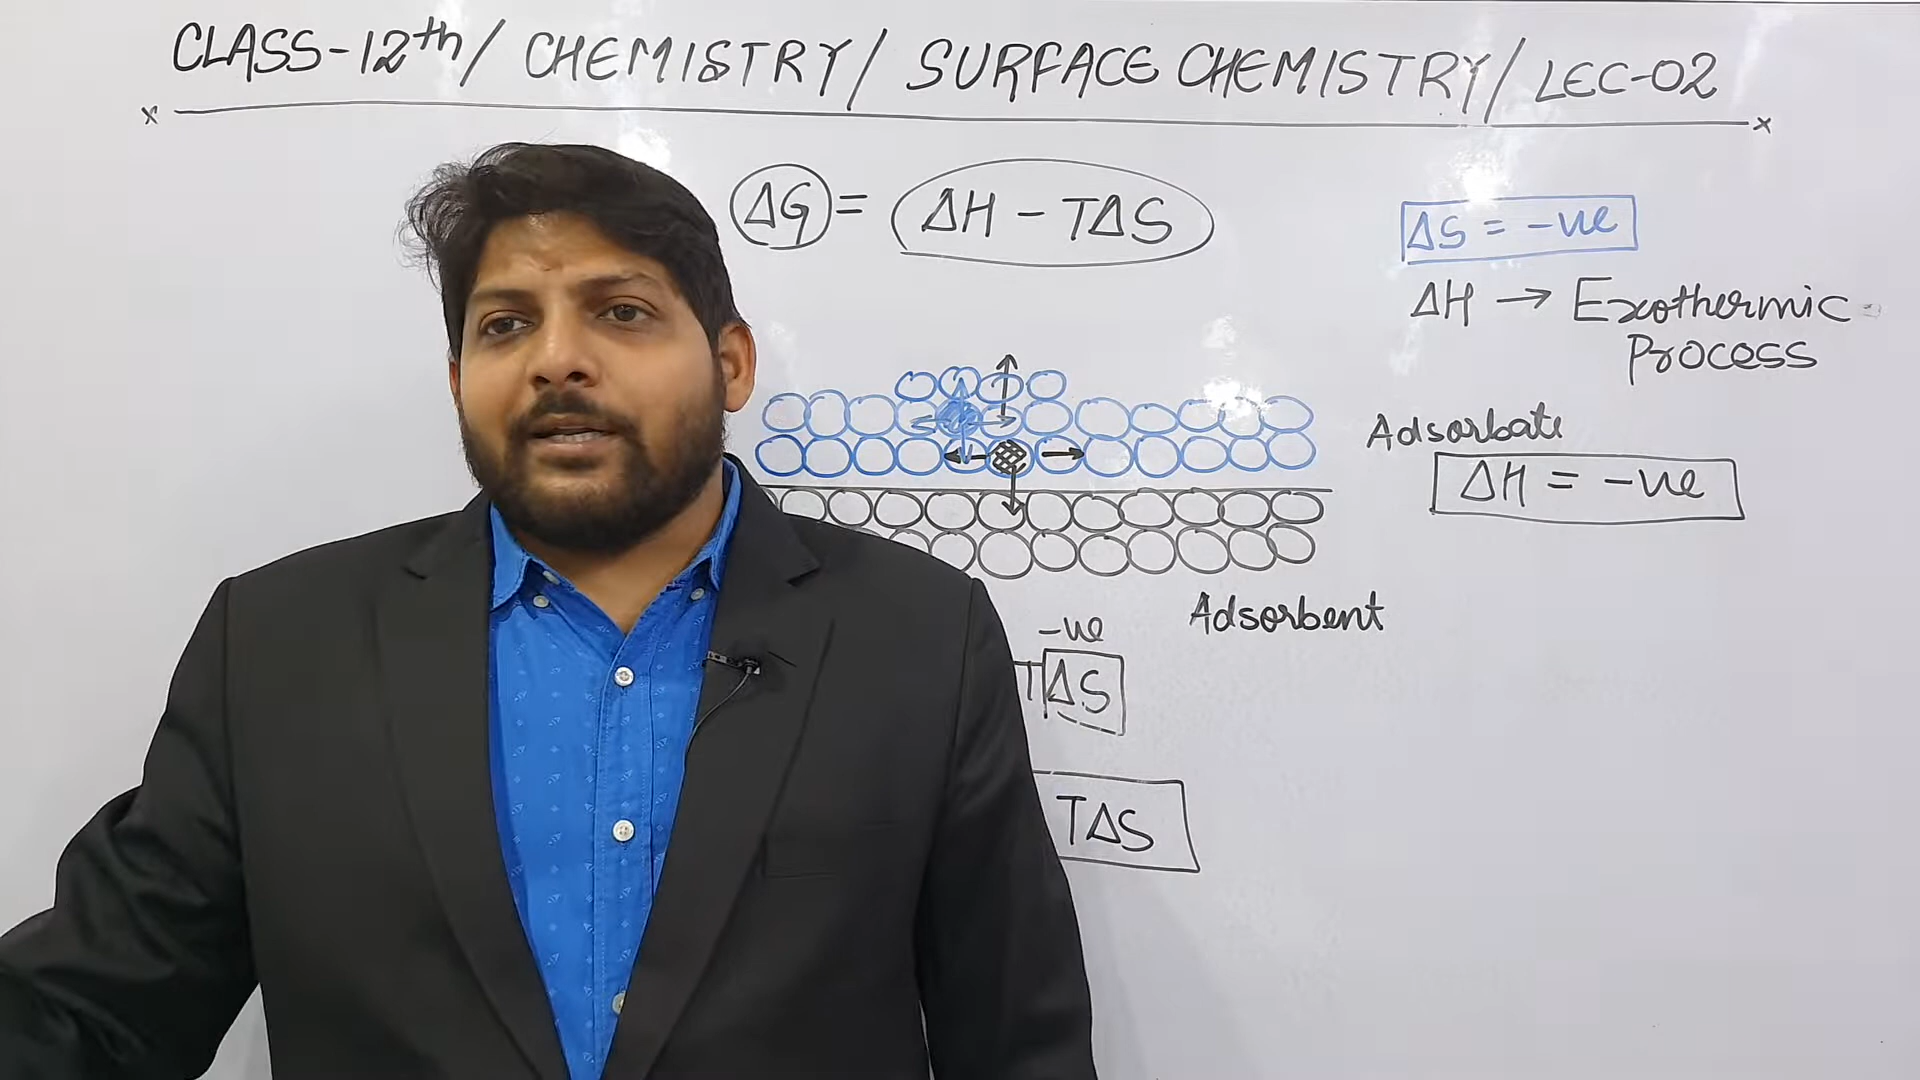 CLASS-12th/ CHEMISTRY/ SURFACE CHEMISTRY/ LEC-02
ΔG = ΔH - TΔS
ΔS = -ve
ΔH → Exothermic
Process
Adsorbate
ΔH = -ve
Adsorbent
-ve
TΔS
TΔS